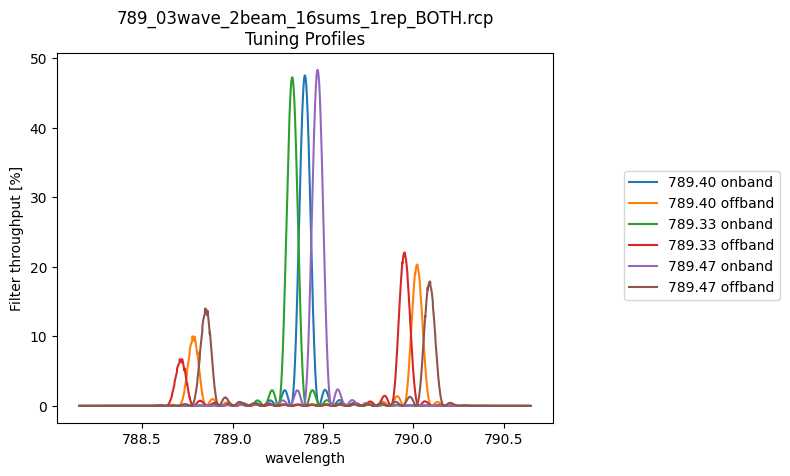 789_03wave_2beam_16sums_1rep_BOTH.rcp
Tuning Profiles
Filter throughput [%]
50
40
30
20
10
0
788.5
789.0
789.5
790.0
790.5
wavelength
789.40 onband
789.40 offband
789.33 onband
789.33 offband
789.47 onband
789.47 offband